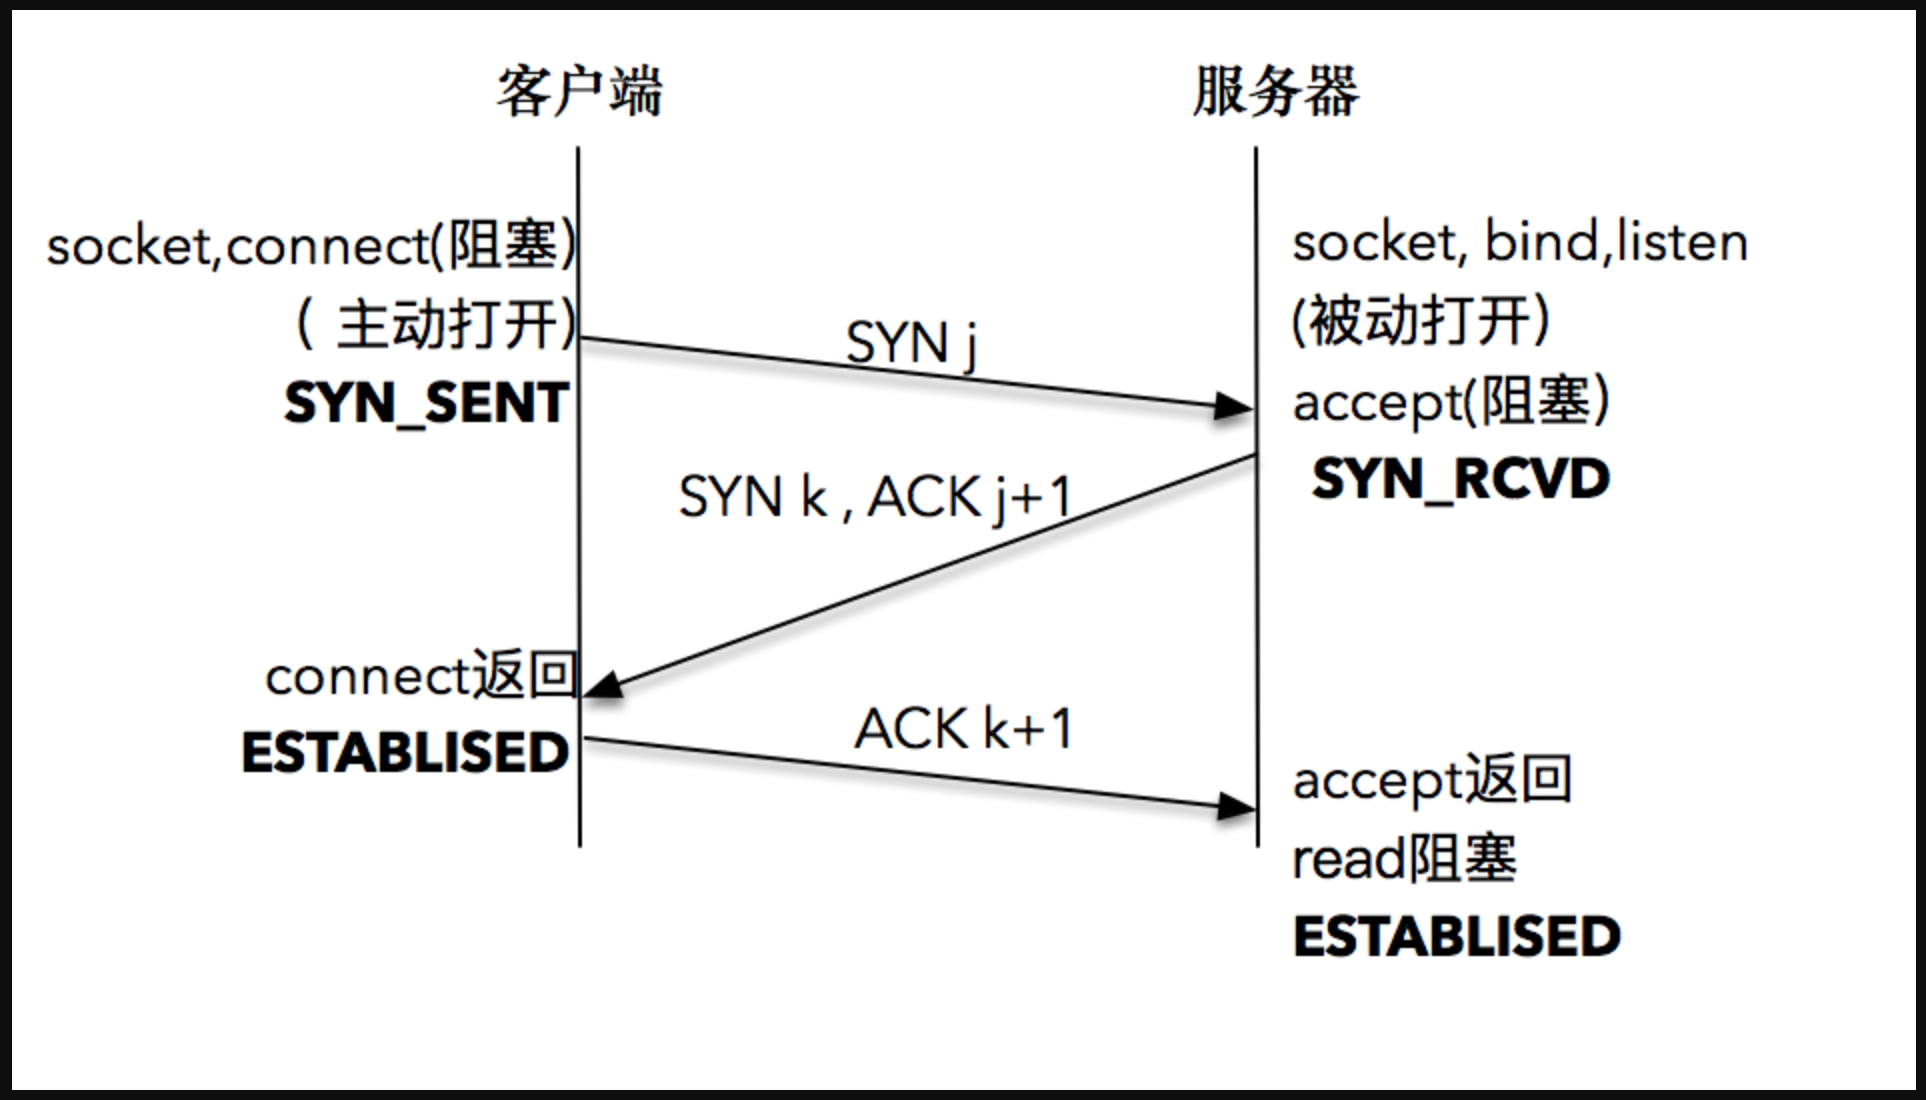 客户端
服务器
socket,connect(阻塞)
( 主动打开)
SYN_SENT
socket, bind,listen
(被动打开)
accept(阻塞)
SYN_RCVD
SYN j
SYN k , ACK j+1
connect返回
ESTABLISED
ACK k+1
accept返回
read阻塞
ESTABLISED